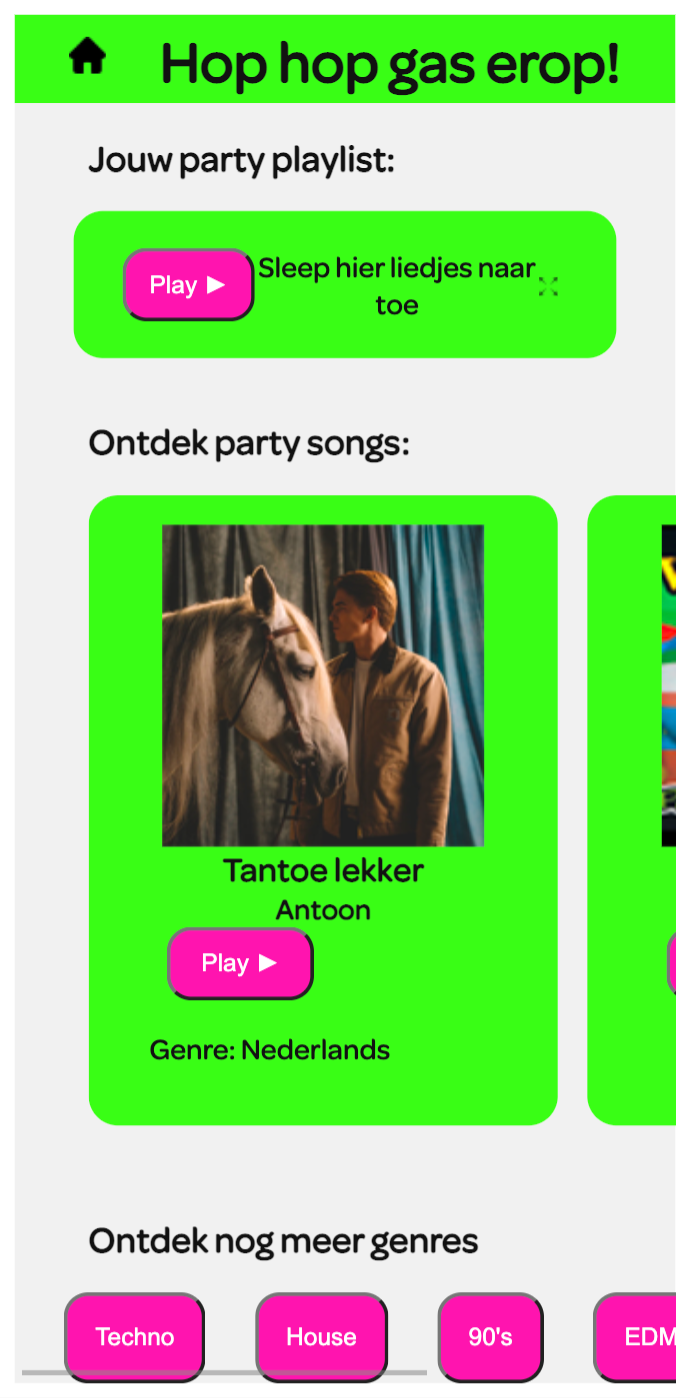 Hop hop gas erop!
Jouw party playlist:
Play ►
Sleep hier liedjes naar
toe
Ontdek party songs:
Tantoe lekker
Antoon
Play ►
Genre: Nederlands
Ontdek nog meer genres
Techno
House
90's
EDM